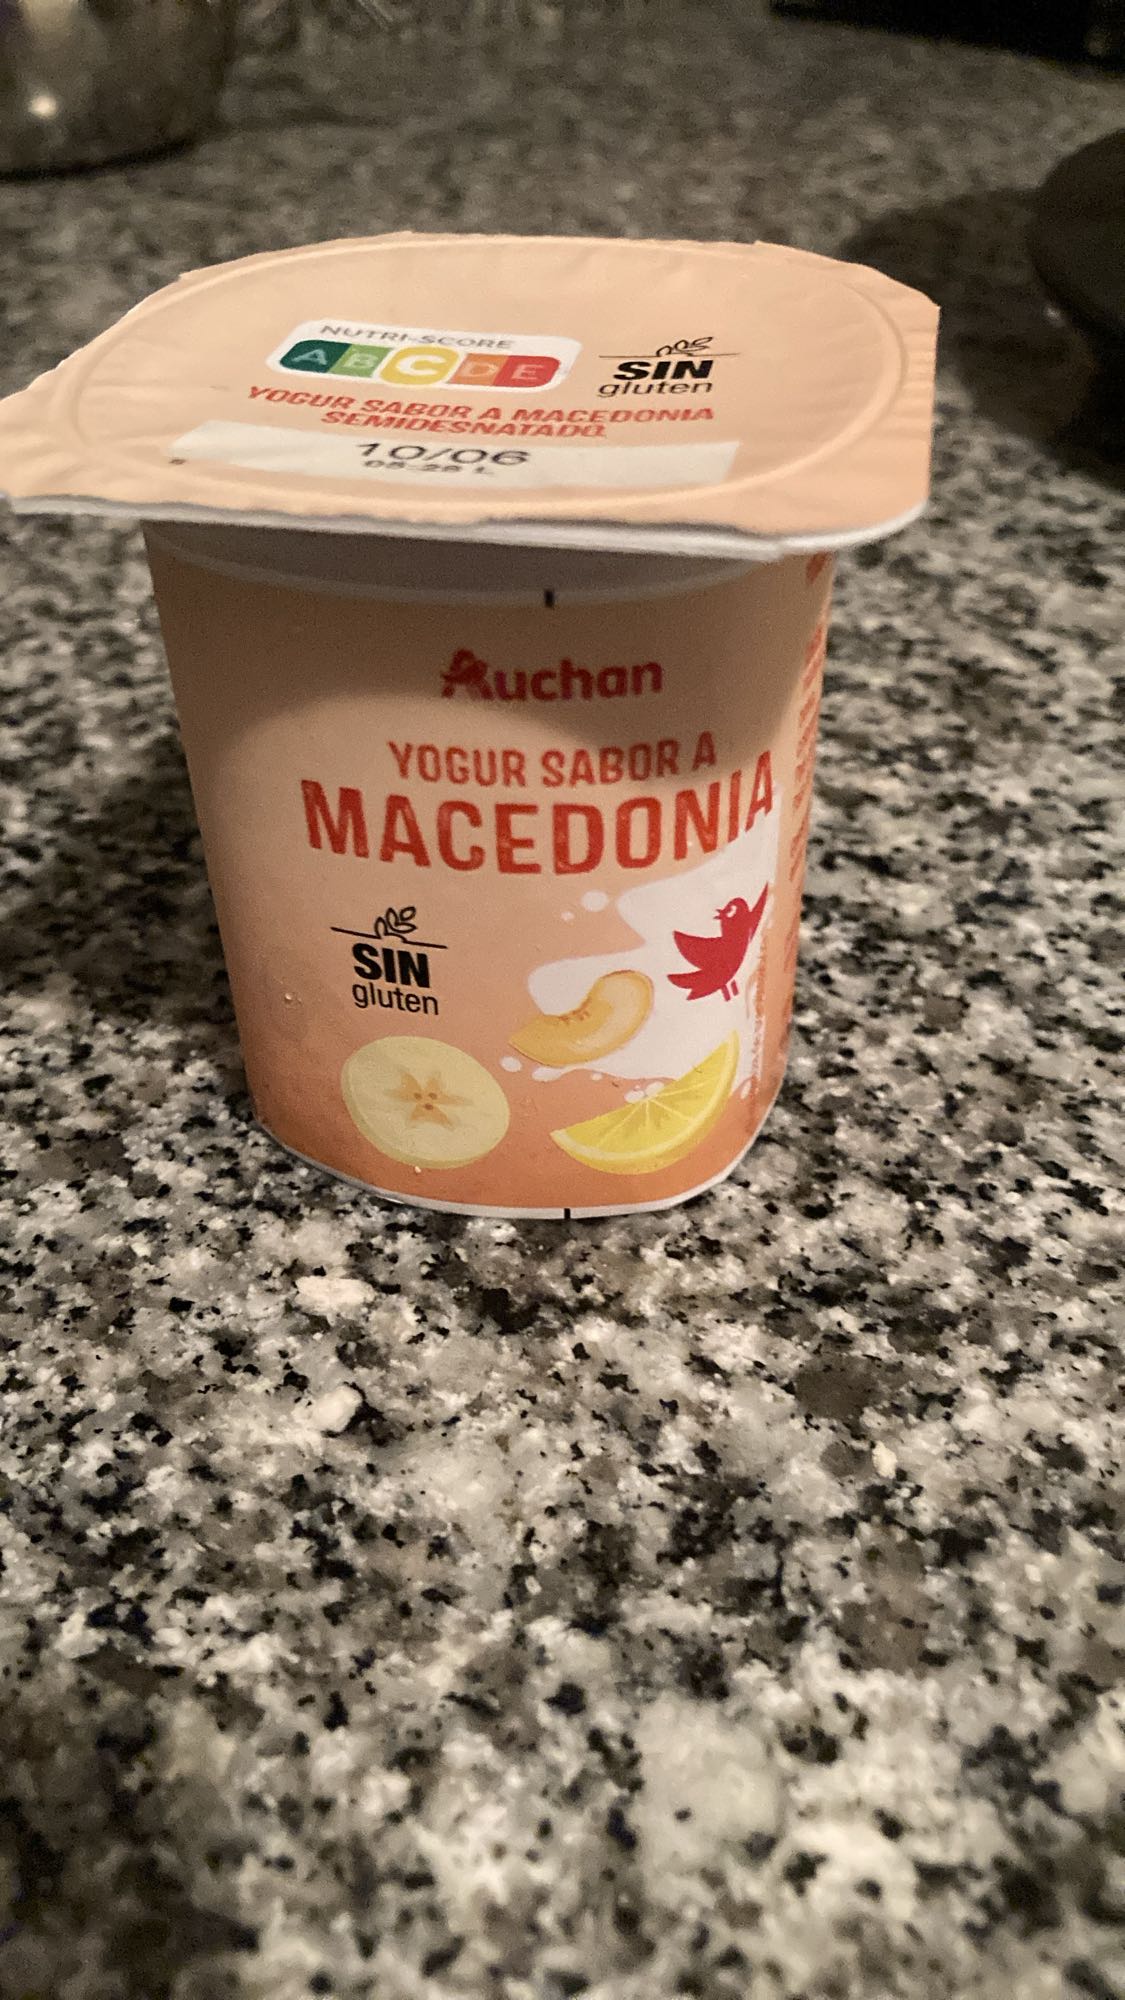 NUTRI-SCORE
A B C D E
SIN
gluten
YOGUR SABOR A MACEDONIA
SEMIDESNATADO
10/06
Auchan
YOGUR SABOR A
MACEDONIA
SIN
gluten